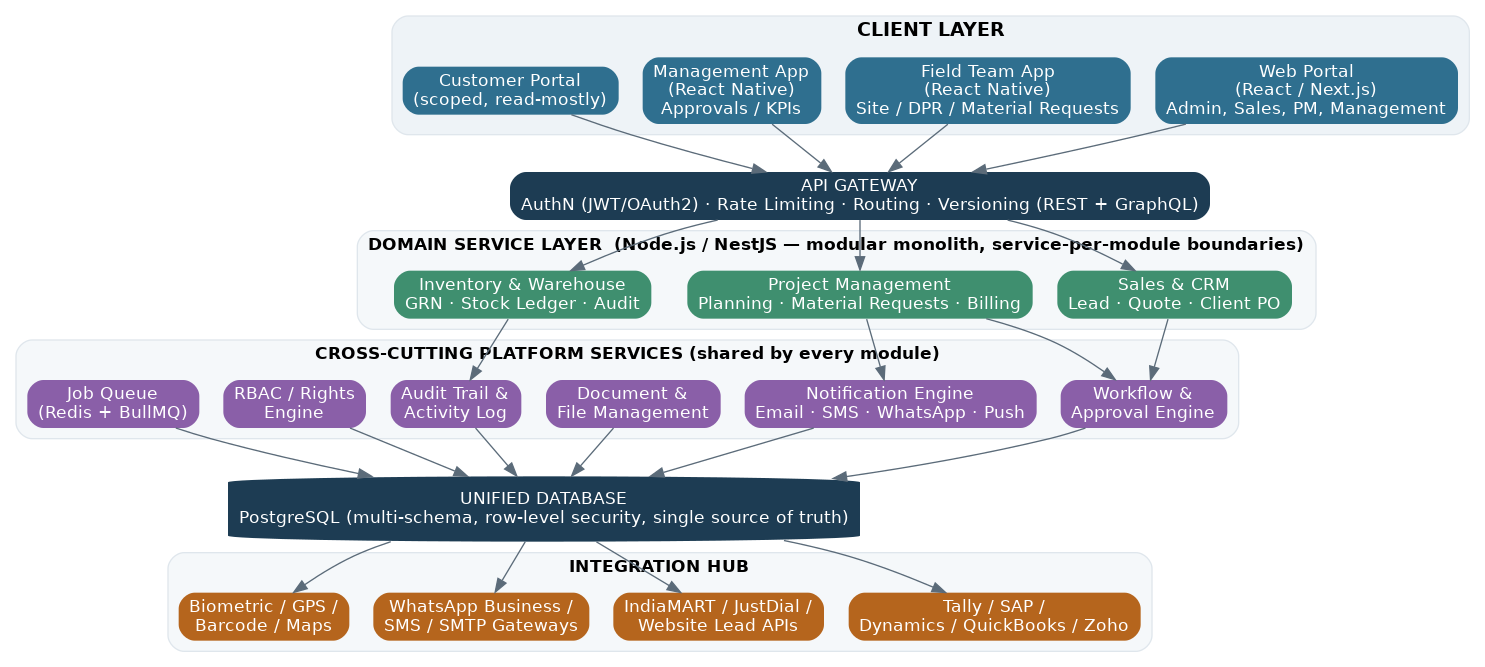 CLIENT LAYER
Customer Portal
(scoped, read-mostly)
Management App
(React Native)
Approvals / KPIs
Field Team App
(React Native)
Site / DPR / Material Requests
Web Portal
(React / Next.js)
Admin, Sales, PM, Management
API GATEWAY
AuthN (JWT/OAuth2) · Rate Limiting · Routing · Versioning (REST + GraphQL)
DOMAIN SERVICE LAYER (Node.js / NestJS — modular monolith, service-per-module boundaries)
Inventory & Warehouse
GRN · Stock Ledger · Audit
Project Management
Planning · Material Requests · Billing
Sales & CRM
Lead · Quote · Client PO
CROSS-CUTTING PLATFORM SERVICES (shared by every module)
Job Queue
(Redis + BullMQ)
RBAC / Rights
Engine
Audit Trail &
Activity Log
Document &
File Management
Notification Engine
Email · SMS · WhatsApp · Push
Workflow &
Approval Engine
UNIFIED DATABASE
PostgreSQL (multi-schema, row-level security, single source of truth)
INTEGRATION HUB
Biometric / GPS /
Barcode / Maps
WhatsApp Business /
SMS / SMTP Gateways
IndiaMART / JustDial /
Website Lead APIs
Tally / SAP /
Dynamics / QuickBooks / Zoho